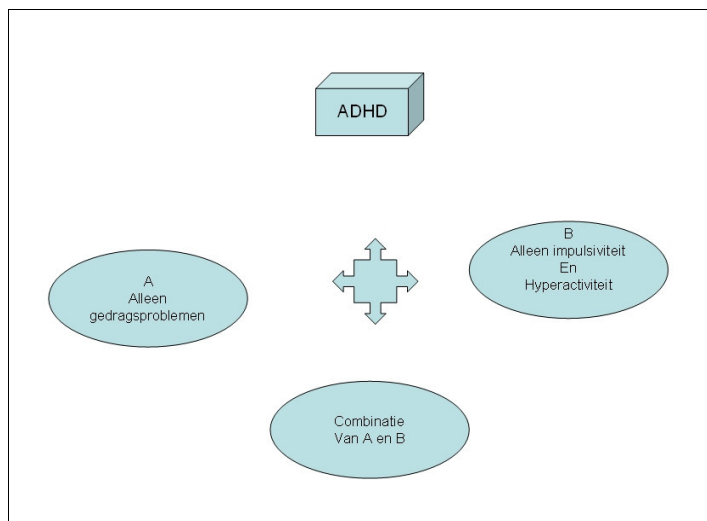 ADHD
A
Alleen
gedragsproblemen
B
Alleen impulsiviteit
En
Hyperactiviteit
Combinatie
Van A en B